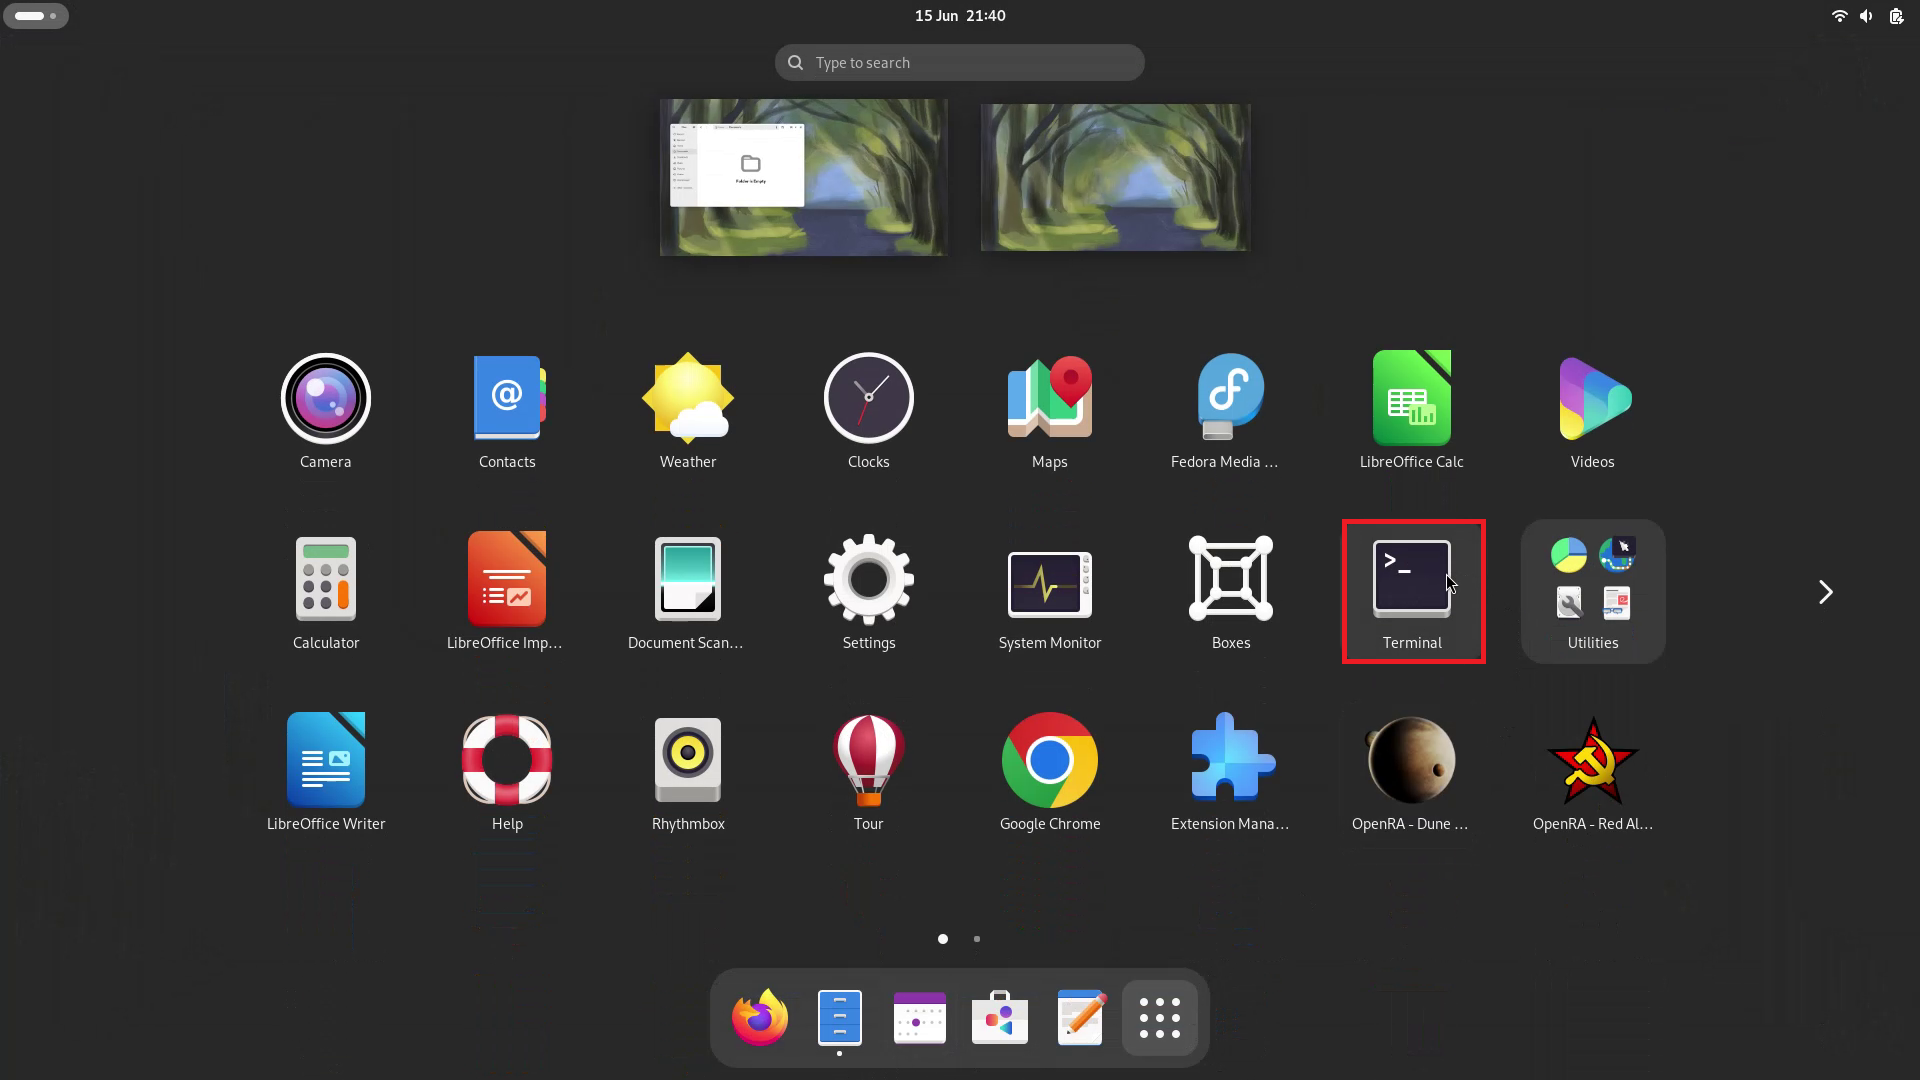 15 Jun 21:40
Type to search
Folder is Empty
Camera
Contacts
Weather
Clocks
Maps
Fedora Media ...
LibreOffice Calc
Videos
Calculator
LibreOffice Imp...
Document Scan...
Settings
System Monitor
Boxes
>_
Terminal
Utilities
LibreOffice Writer
Help
Rhythmbox
Tour
Google Chrome
Extension Mana...
OpenRA - Dune ...
OpenRA - Red Al...